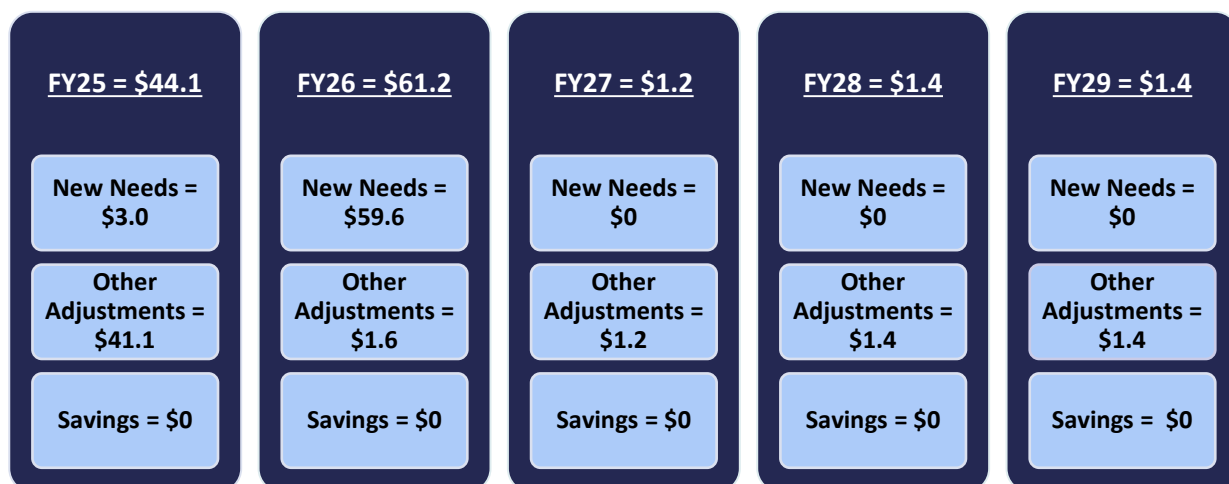 FY25 = $44.1
New Needs =
$3.0
Other
Adjustments =
$41.1
Savings = $0
FY26 = $61.2
New Needs =
$59.6
Other
Adjustments =
$1.6
Savings = $0
FY27 = $1.2
New Needs =
$0
Other
Adjustments =
$1.2
Savings = $0
FY28 = $1.4
New Needs =
$0
Other
Adjustments =
$1.4
Savings = $0
FY29 = $1.4
New Needs =
$0
Other
Adjustments =
$1.4
Savings =  $0